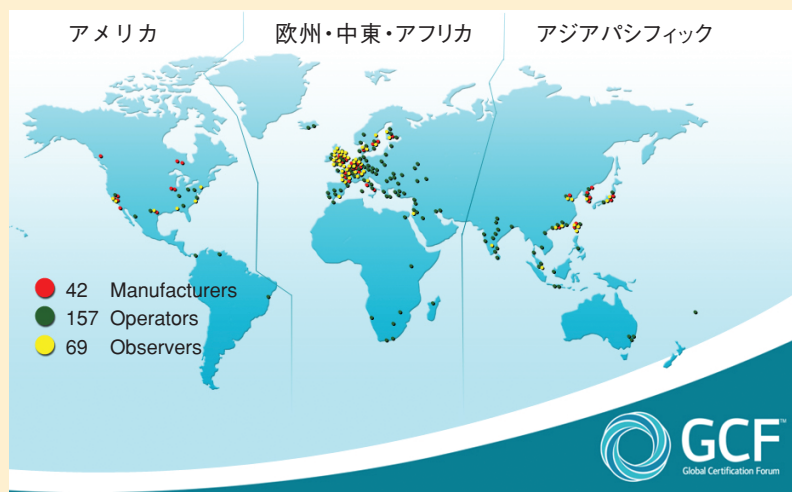 アメリカ
欧州・中東・アフリカ
アジアパシフィック
42 Manufacturers
157 Operators
69 Observers
GCF™
Global Certification Forum